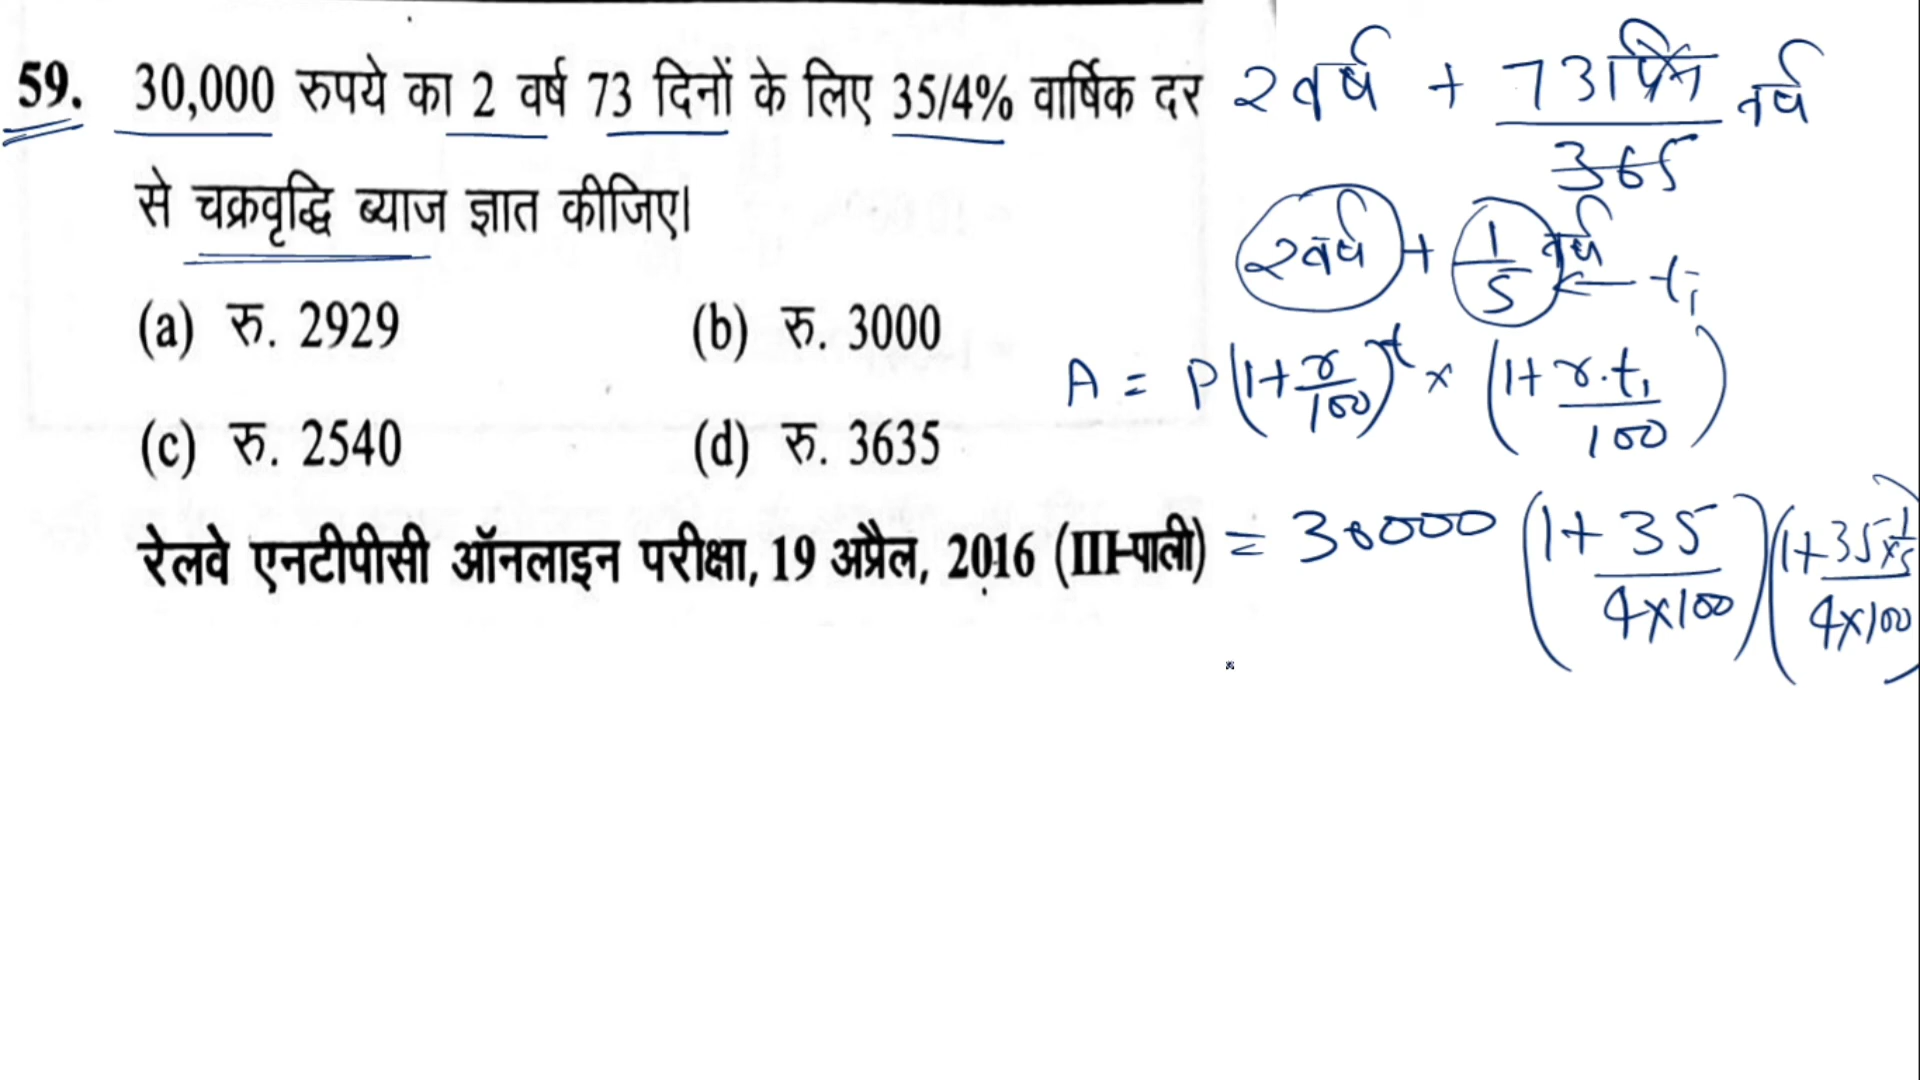 59. 30,000 रुपये का 2 वर्ष 73 दिनों के लिए 35/4% वार्षिक दर
से चक्रवृद्धि ब्याज ज्ञात कीजिए।
(a) रु. 2929 (b) रु. 3000
(c) रु. 2540 (d) रु. 3635
रेलवे एनटीपीसी ऑनलाइन परीक्षा, 19 अप्रैल, 2016 (III-पाली)
2 वर्ष + 73 दिन/365 वर्ष
2 वर्ष + 1/5 वर्ष ← t₁
A = P(1+r/100)^t × (1+r.t₁/100)
= 30000 (1+35/4×100)(1+35×1/5/4×100)